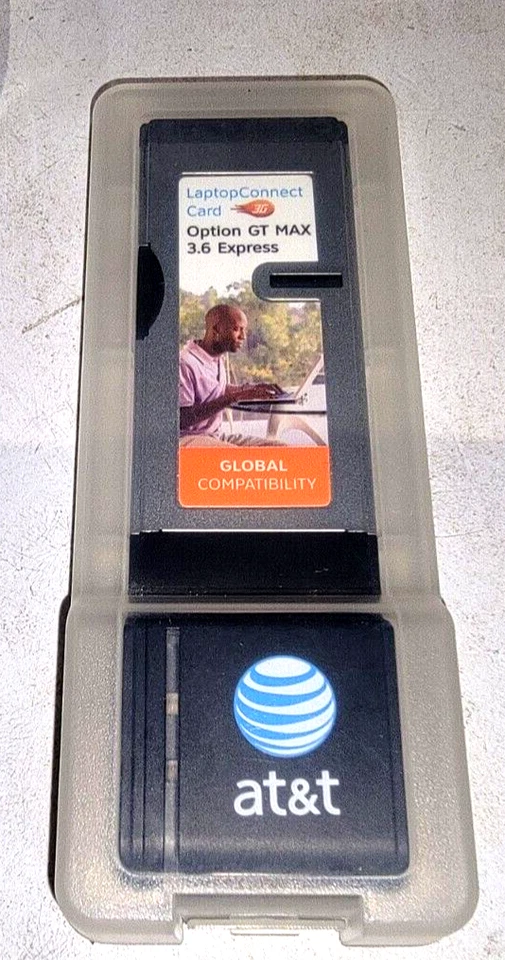 LaptopConnect
Card 3G
Option GT MAX
3.6 Express
GLOBAL
COMPATIBILITY
at&t